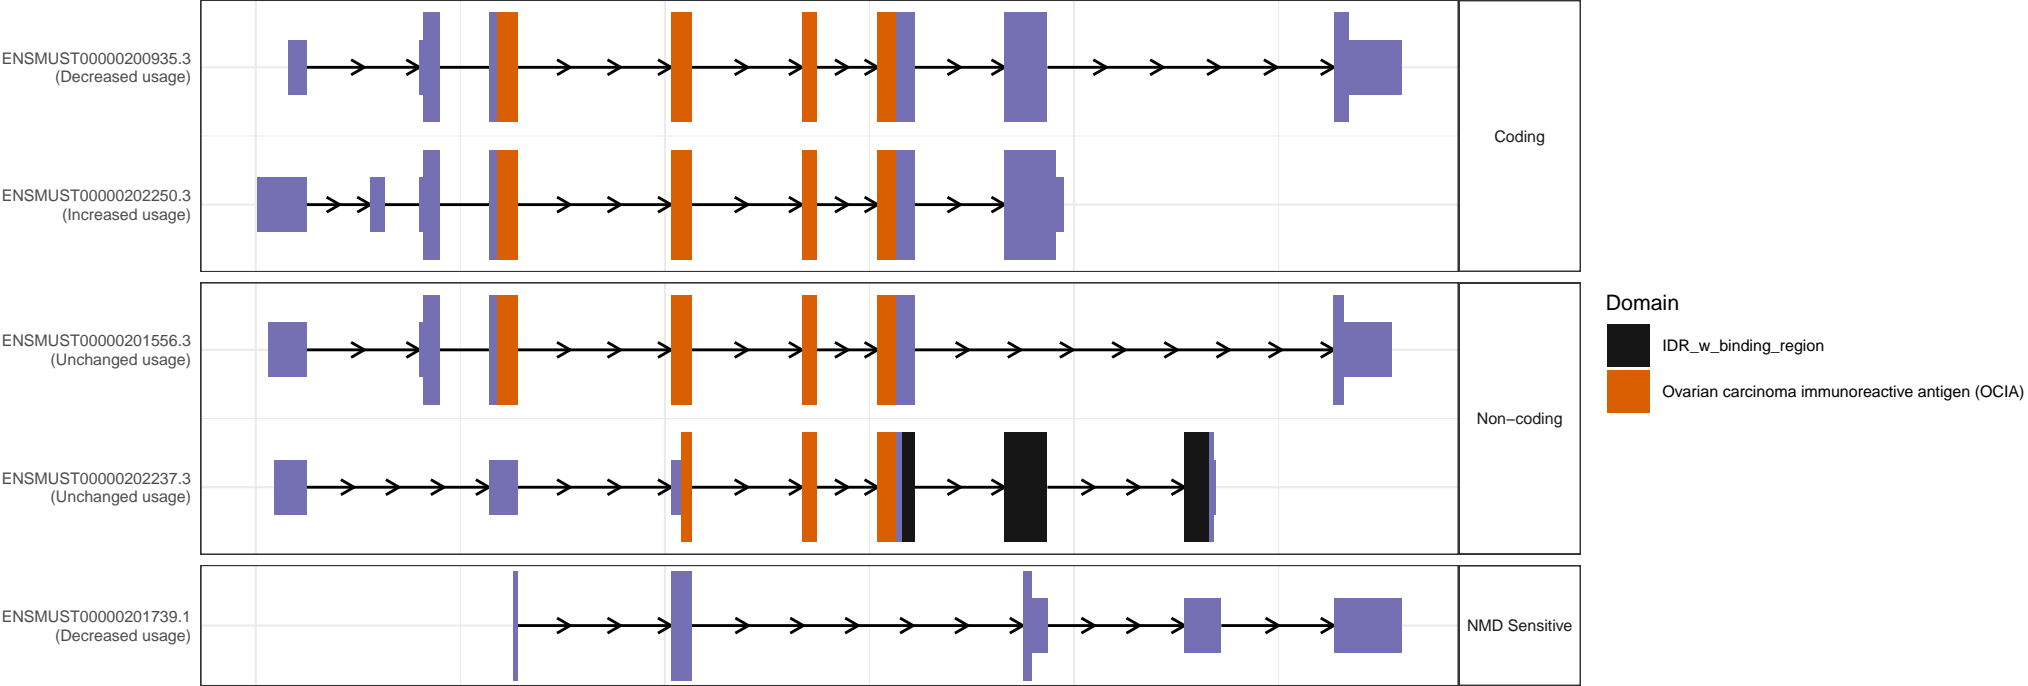 ENSMUST00000200935.3
(Decreased usage)
ENSMUST00000202250.3
(Increased usage)
Coding
ENSMUST00000201556.3
(Unchanged usage)
ENSMUST00000202237.3
(Unchanged usage)
Non−coding
ENSMUST00000201739.1
(Decreased usage)
NMD Sensitive
Domain
IDR_w_binding_region
Ovarian carcinoma immunoreactive antigen (OCIA)